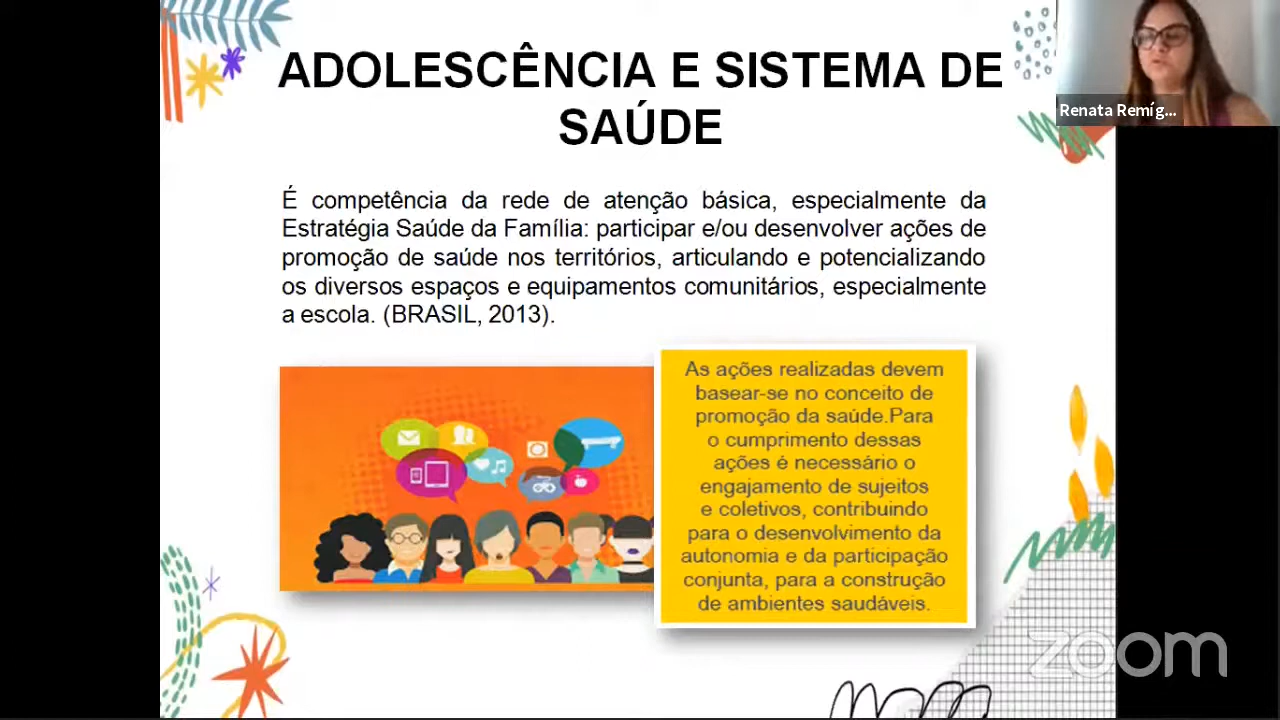 ADOLESCÊNCIA E SISTEMA DE
SAÚDE
Renata Remíg...
É competência da rede de atenção básica, especialmente da
Estratégia Saúde da Família: participar e/ou desenvolver ações de
promoção de saúde nos territórios, articulando e potencializando
os diversos espaços e equipamentos comunitários, especialmente
a escola. (BRASIL, 2013).
As ações realizadas devem
basear-se no conceito de
promoção da saúde.Para
o cumprimento dessas
ações é necessário o
engajamento de sujeitos
e coletivos, contribuindo
para o desenvolvimento da
autonomia e da participação
conjunta, para a construção
de ambientes saudáveis.
zoom